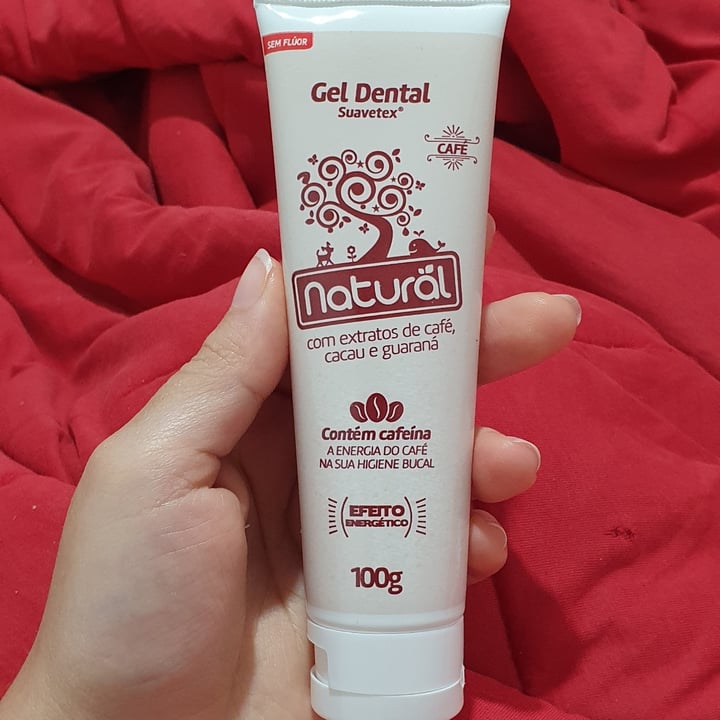 SEM FLÚOR
Gel Dental
Suavetex®
CAFÉ
natural
com extratos de café,
cacau e guaraná
Contém cafeína
A ENERGIA DO CAFÉ
NA SUA HIGIENE BUCAL
EFEITO
ENERGÉTICO
100g